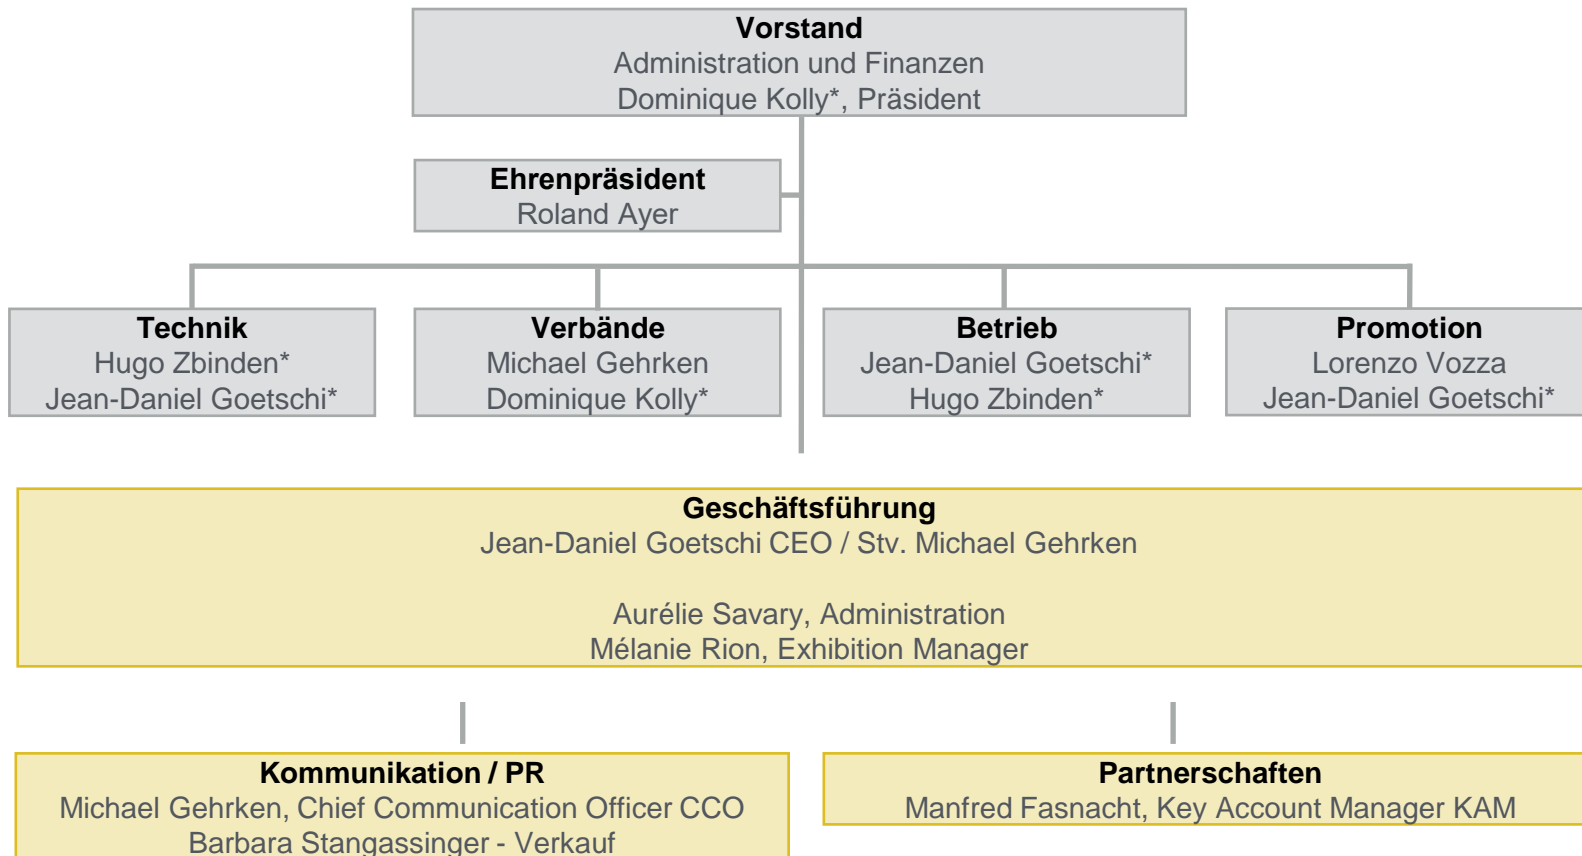 Vorstand
Administration und Finanzen
Dominique Kolly*, Präsident
Ehrenpräsident
Roland Ayer
Technik
Hugo Zbinden*
Jean-Daniel Goetschi*
Verbände
Michael Gehrken
Dominique Kolly*
Betrieb
Jean-Daniel Goetschi*
Hugo Zbinden*
Promotion
Lorenzo Vozza
Jean-Daniel Goetschi*
Geschäftsführung
Jean-Daniel Goetschi CEO / Stv. Michael Gehrken
Aurélie Savary, Administration
Mélanie Rion, Exhibition Manager
Kommunikation / PR
Michael Gehrken, Chief Communication Officer CCO
Barbara Stangassinger - Verkauf
Partnerschaften
Manfred Fasnacht, Key Account Manager KAM